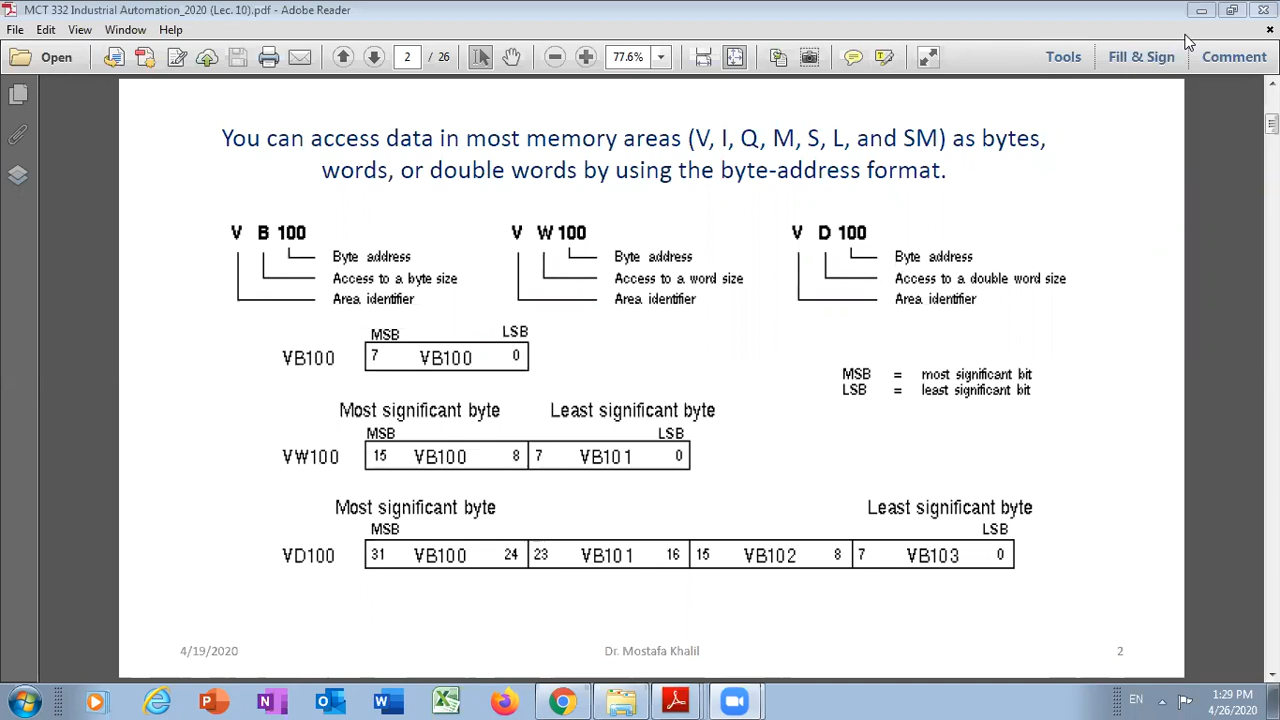 MCT 332 Industrial Automation_2020 (Lec. 10).pdf - Adobe Reader
File Edit View Window Help
Open 2 / 26 77.6% Tools Fill & Sign Comment
You can access data in most memory areas (V, I, Q, M, S, L, and SM) as bytes,
words, or double words by using the byte-address format.
V B 100 V W 100 V D 100
Byte address Byte address Byte address
Access to a byte size Access to a word size Access to a double word size
Area identifier Area identifier Area identifier
MSB LSB
VB100 7 VB100 0
MSB = most significant bit
LSB = least significant bit
Most significant byte Least significant byte
MSB LSB
VW100 15 VB100 8 7 VB101 0
Most significant byte Least significant byte
MSB LSB
VD100 31 VB100 24 23 VB101 16 15 VB102 8 7 VB103 0
4/19/2020 Dr. Mostafa Khalil 2
EN 1:29 PM
4/26/2020